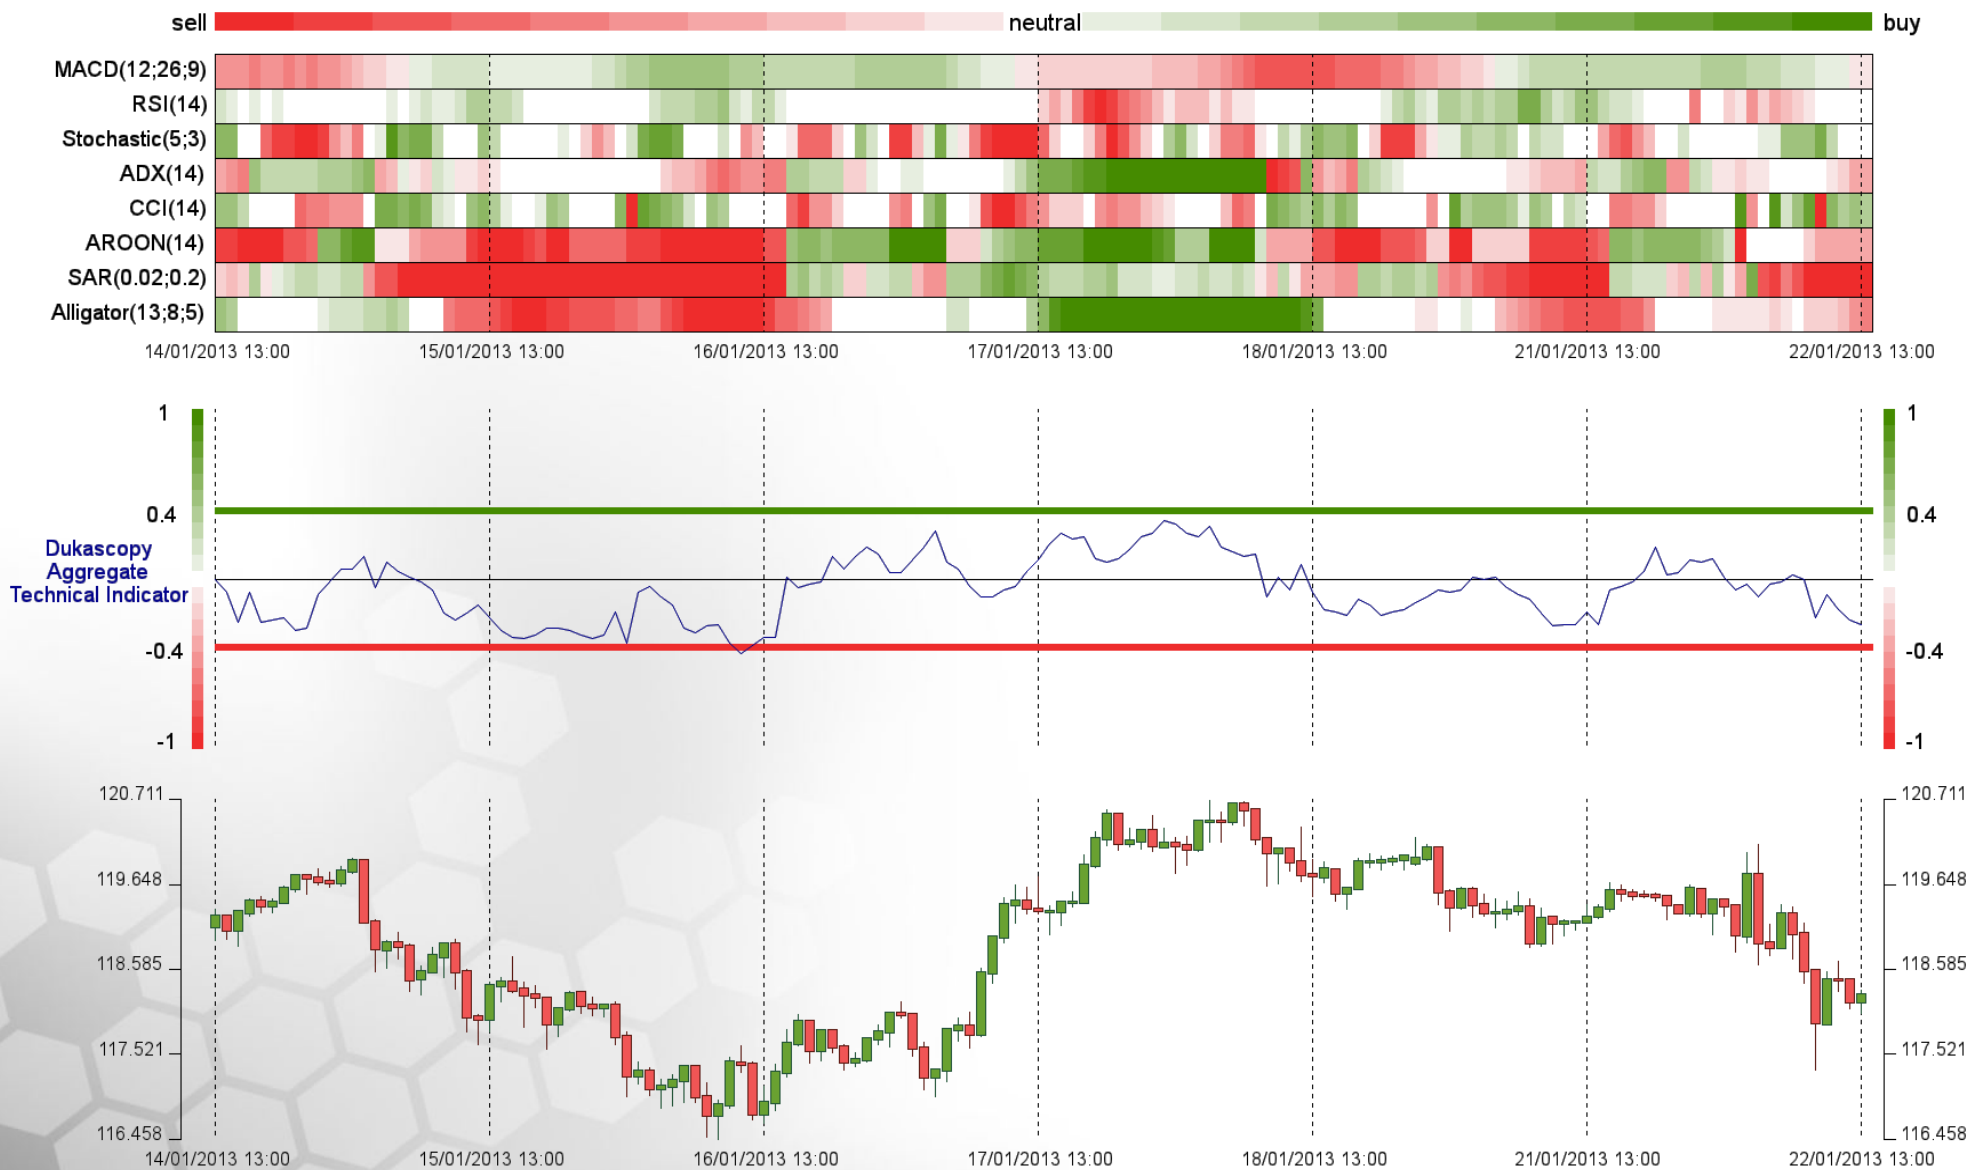 sell neutral buy
MACD(12;26;9)
RSI(14)
Stochastic(5;3)
ADX(14)
CCI(14)
AROON(14)
SAR(0.02;0.2)
Alligator(13;8;5)
14/01/2013 13:00 15/01/2013 13:00 16/01/2013 13:00 17/01/2013 13:00 18/01/2013 13:00 21/01/2013 13:00 22/01/2013 13:00
1 1
0.4 0.4
Dukascopy
Aggregate
Technical Indicator
-0.4 -0.4
-1 -1
120.711 120.711
119.648 119.648
118.585 118.585
117.521 117.521
116.458 116.458
14/01/2013 13:00 15/01/2013 13:00 16/01/2013 13:00 17/01/2013 13:00 18/01/2013 13:00 21/01/2013 13:00 22/01/2013 13:00